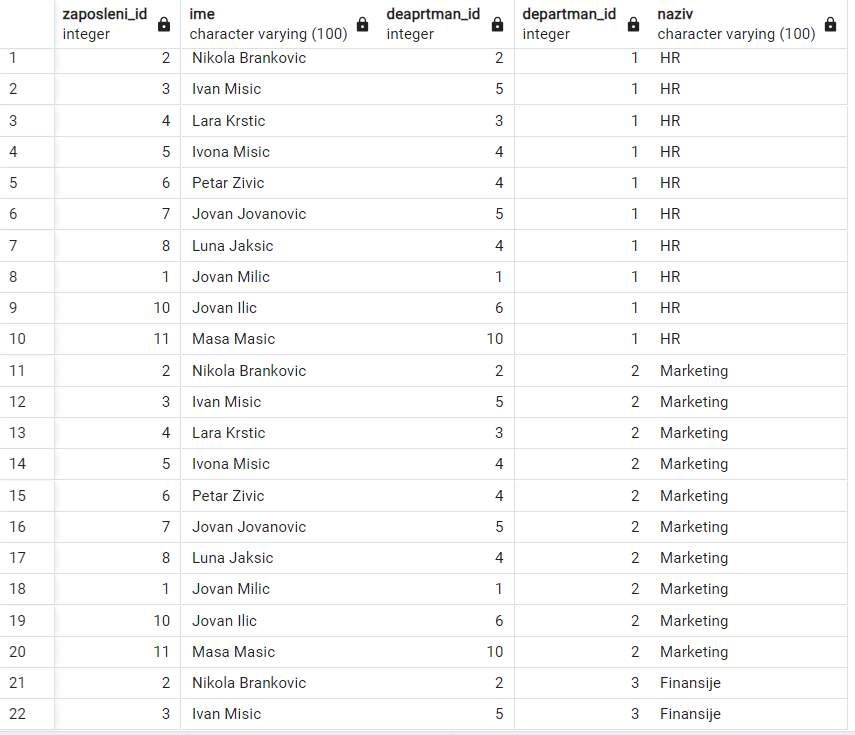 zaposleni_id ime deaprtman_id departman_id naziv
integer character varying (100) integer integer character varying (100)
1 2 Nikola Brankovic 2 1 HR
2 3 Ivan Misic 5 1 HR
3 4 Lara Krstic 3 1 HR
4 5 Ivona Misic 4 1 HR
5 6 Petar Zivic 4 1 HR
6 7 Jovan Jovanovic 5 1 HR
7 8 Luna Jaksic 4 1 HR
8 1 Jovan Milic 1 1 HR
9 10 Jovan Ilic 6 1 HR
10 11 Masa Masic 10 1 HR
11 2 Nikola Brankovic 2 2 Marketing
12 3 Ivan Misic 5 2 Marketing
13 4 Lara Krstic 3 2 Marketing
14 5 Ivona Misic 4 2 Marketing
15 6 Petar Zivic 4 2 Marketing
16 7 Jovan Jovanovic 5 2 Marketing
17 8 Luna Jaksic 4 2 Marketing
18 1 Jovan Milic 1 2 Marketing
19 10 Jovan Ilic 6 2 Marketing
20 11 Masa Masic 10 2 Marketing
21 2 Nikola Brankovic 2 3 Finansije
22 3 Ivan Misic 5 3 Finansije